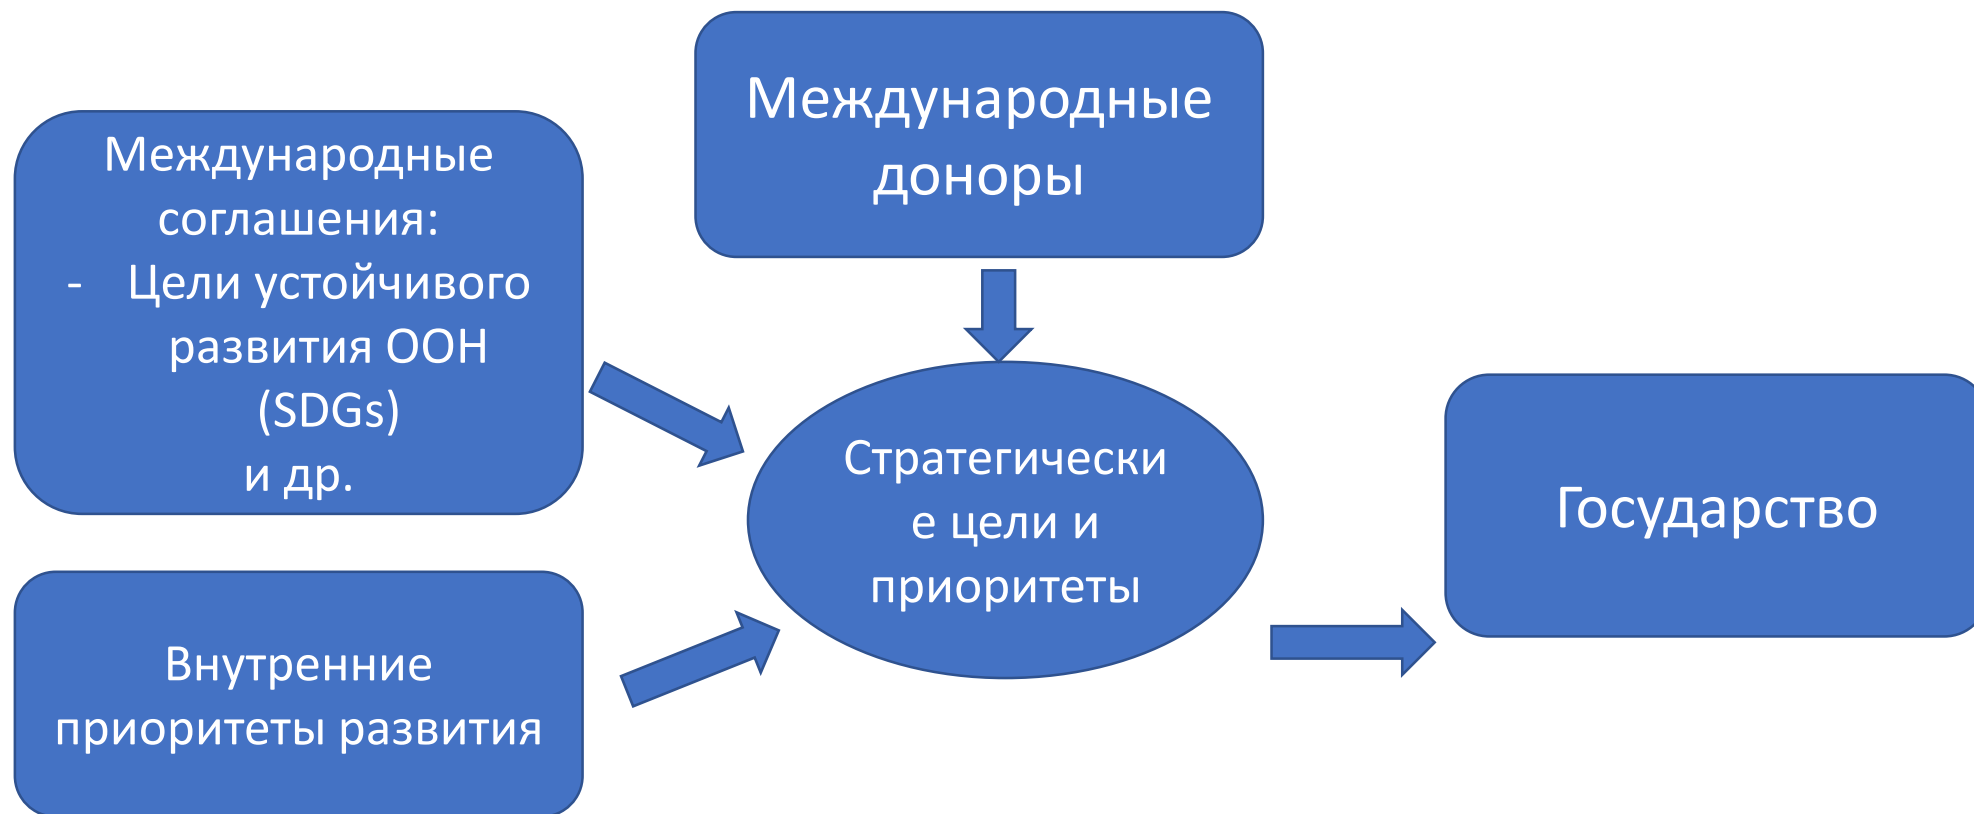 Международные
доноры
Международные
соглашения:
- Цели устойчивого
развития ООН
(SDGs)
и др.
Стратегически
е цели и
приоритеты
Государство
Внутренние
приоритеты развития